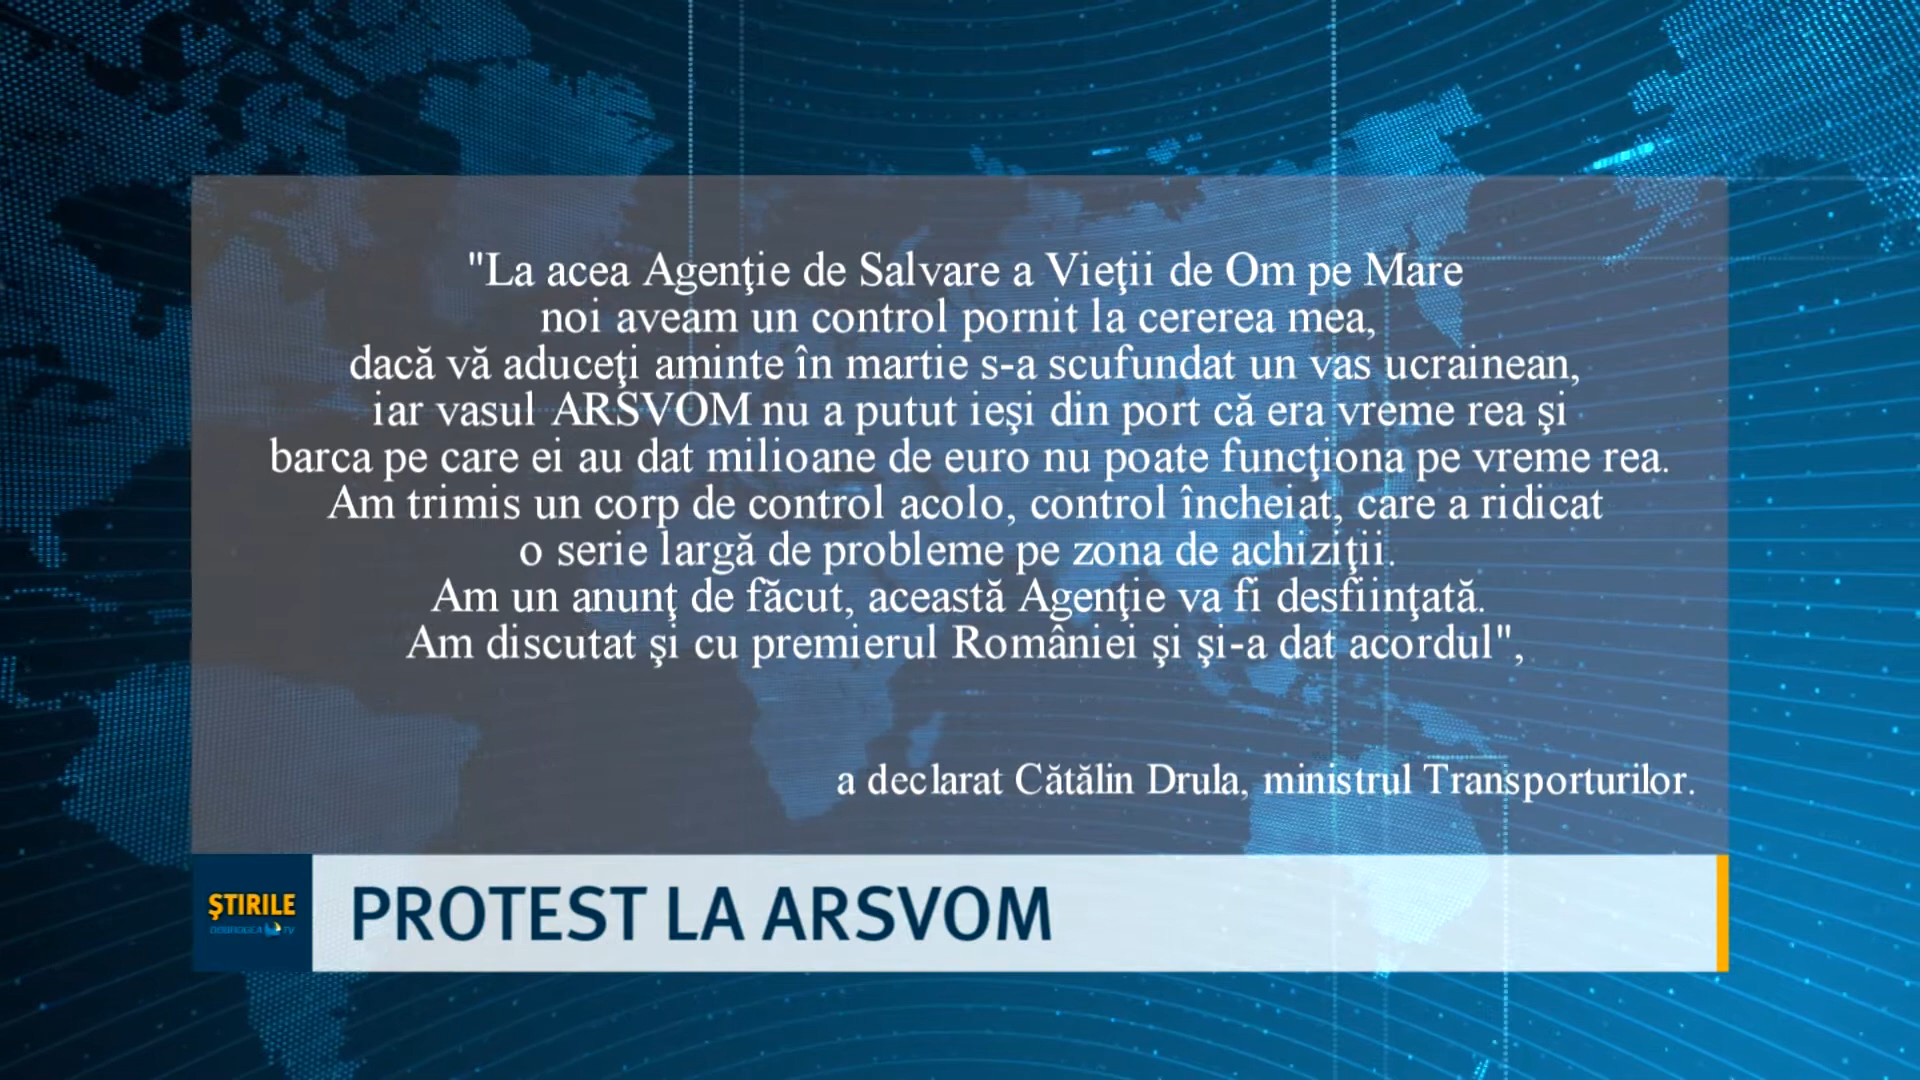 "La acea Agenţie de Salvare a Vieţii de Om pe Mare
noi aveam un control pornit la cererea mea,
dacă vă aduceţi aminte în martie s-a scufundat un vas ucrainean,
iar vasul ARSVOM nu a putut ieşi din port că era vreme rea şi
barca pe care ei au dat milioane de euro nu poate funcţiona pe vreme rea.
Am trimis un corp de control acolo, control încheiat, care a ridicat
o serie largă de probleme pe zona de achiziţii.
Am un anunţ de făcut, această Agenţie va fi desfiinţată.
Am discutat şi cu premierul României şi şi-a dat acordul",
a declarat Cătălin Drula, ministrul Transporturilor.
ŞTIRILE
DOBROGEA TV
PROTEST LA ARSVOM